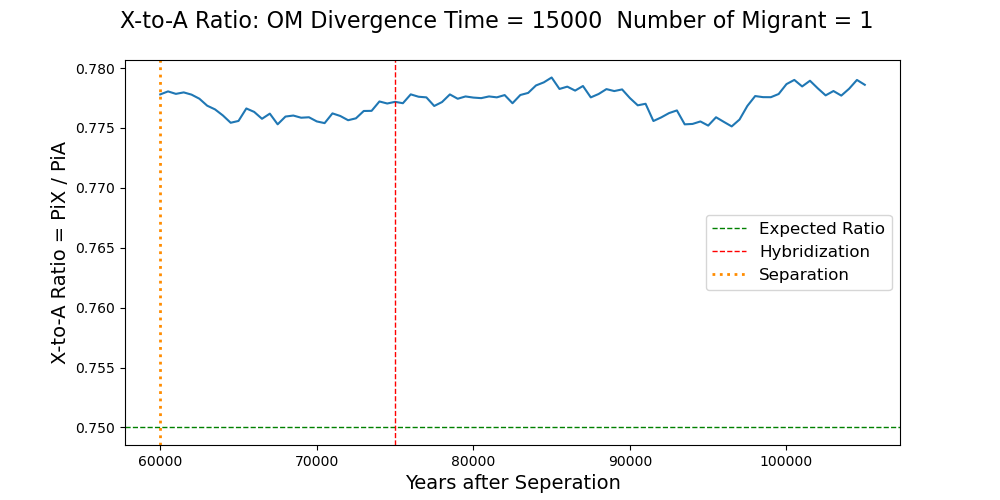 X-to-A Ratio: OM Divergence Time = 15000  Number of Migrant = 1
0.780
0.775
0.770
0.765
0.760
0.755
0.750
X-to-A Ratio = PiX / PiA
Expected Ratio
Hybridization
Separation
60000
70000
80000
90000
100000
Years after Seperation